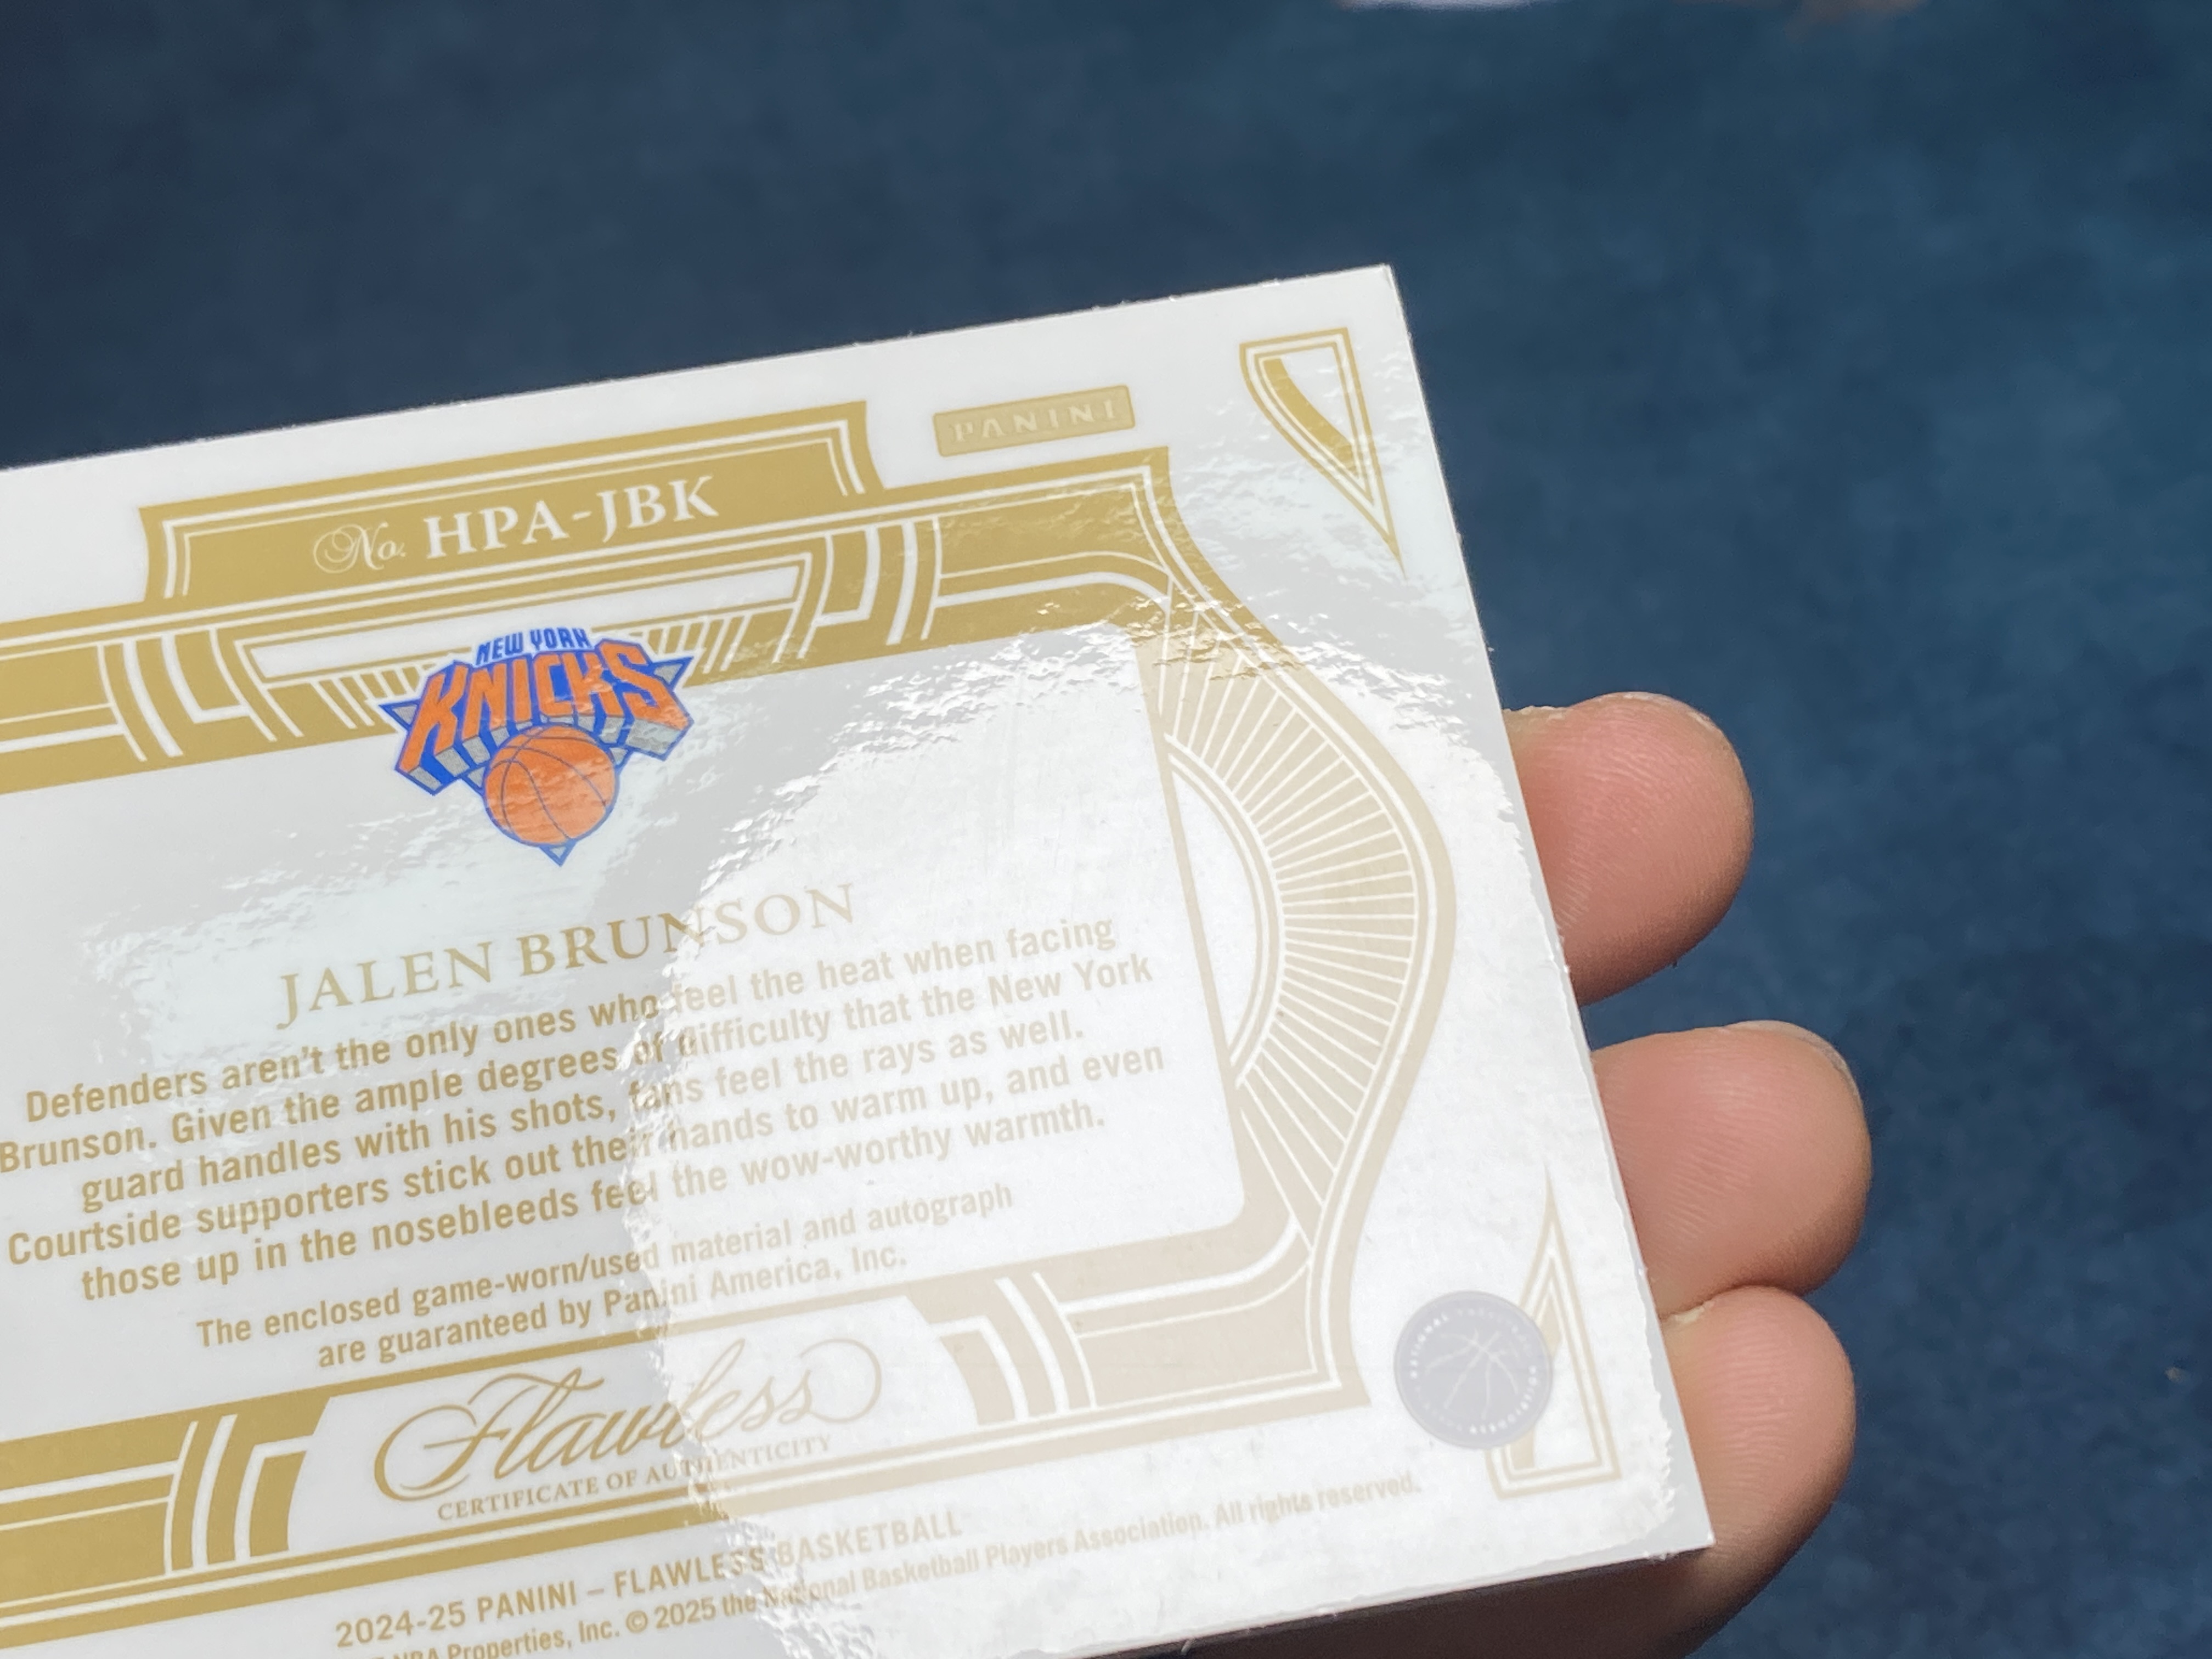 PANINI
No. HPA-JBK
NEW YORK
KNICKS
JALEN BRUNSON
Defenders aren't the only ones who feel the heat when facing
Brunson. Given the ample degrees of difficulty that the New York
guard handles with his shots, fans feel the rays as well.
Courtside supporters stick out their hands to warm up, and even
those up in the nosebleeds feel the wow-worthy warmth.
The enclosed game-worn/used material and autograph
are guaranteed by Panini America, Inc.
Flawless
CERTIFICATE OF AUTHENTICITY
NATIONAL BASKETBALL PLAYERS ASSOCIATION
2024-25 PANINI – FLAWLESS BASKETBALL
NBA Properties, Inc. © 2025 the National Basketball Players Association. All rights reserved.